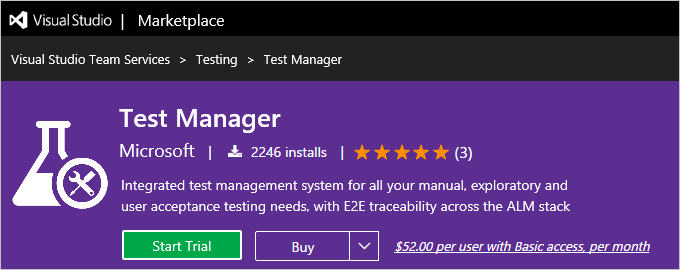 Visual Studio | Marketplace
Visual Studio Team Services > Testing > Test Manager
Test Manager
Microsoft | 2246 installs | (3)
Integrated test management system for all your manual, exploratory and
user acceptance testing needs, with E2E traceability across the ALM stack
Start Trial Buy $52.00 per user with Basic access, per month